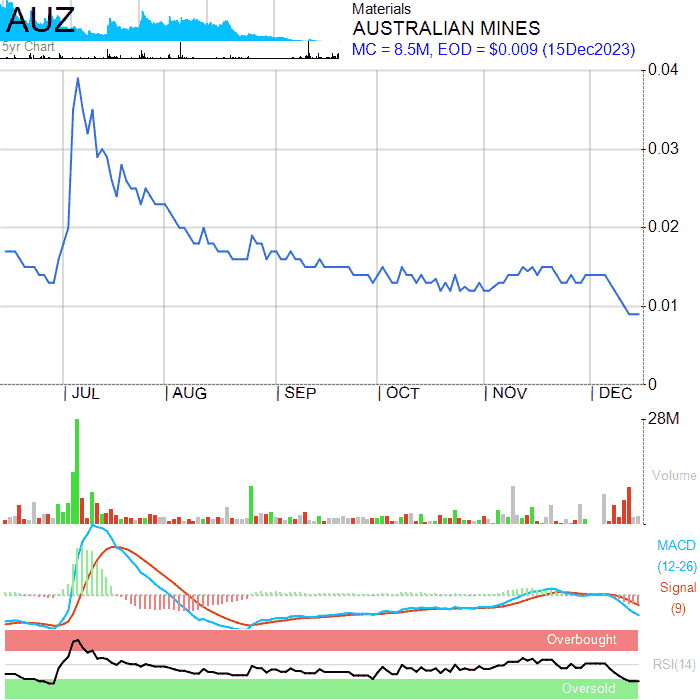 AUZ
5yr Chart
Materials
AUSTRALIAN MINES
MC = 8.5M, EOD = $0.009 (15Dec2023)
0.04
0.03
0.02
0.01
0
JUL AUG SEP OCT NOV DEC
28M
Volume
MACD
(12-26)
Signal
(9)
Overbought
RSI(14)
Oversold